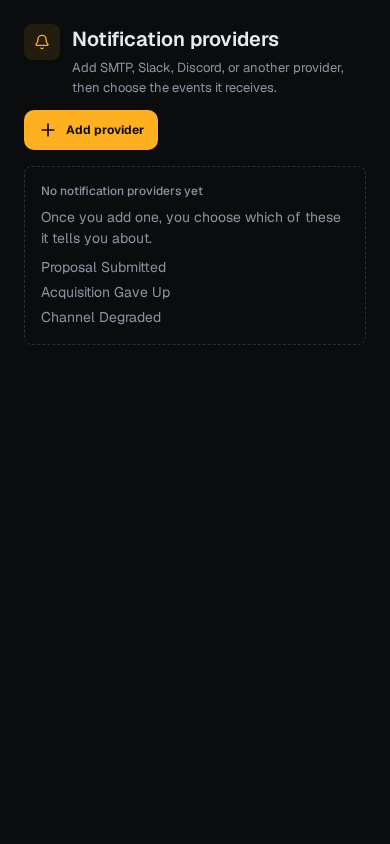 Notification providers
Add SMTP, Slack, Discord, or another provider,
then choose the events it receives.
Add provider
No notification providers yet
Once you add one, you choose which of these
it tells you about.
Proposal Submitted
Acquisition Gave Up
Channel Degraded